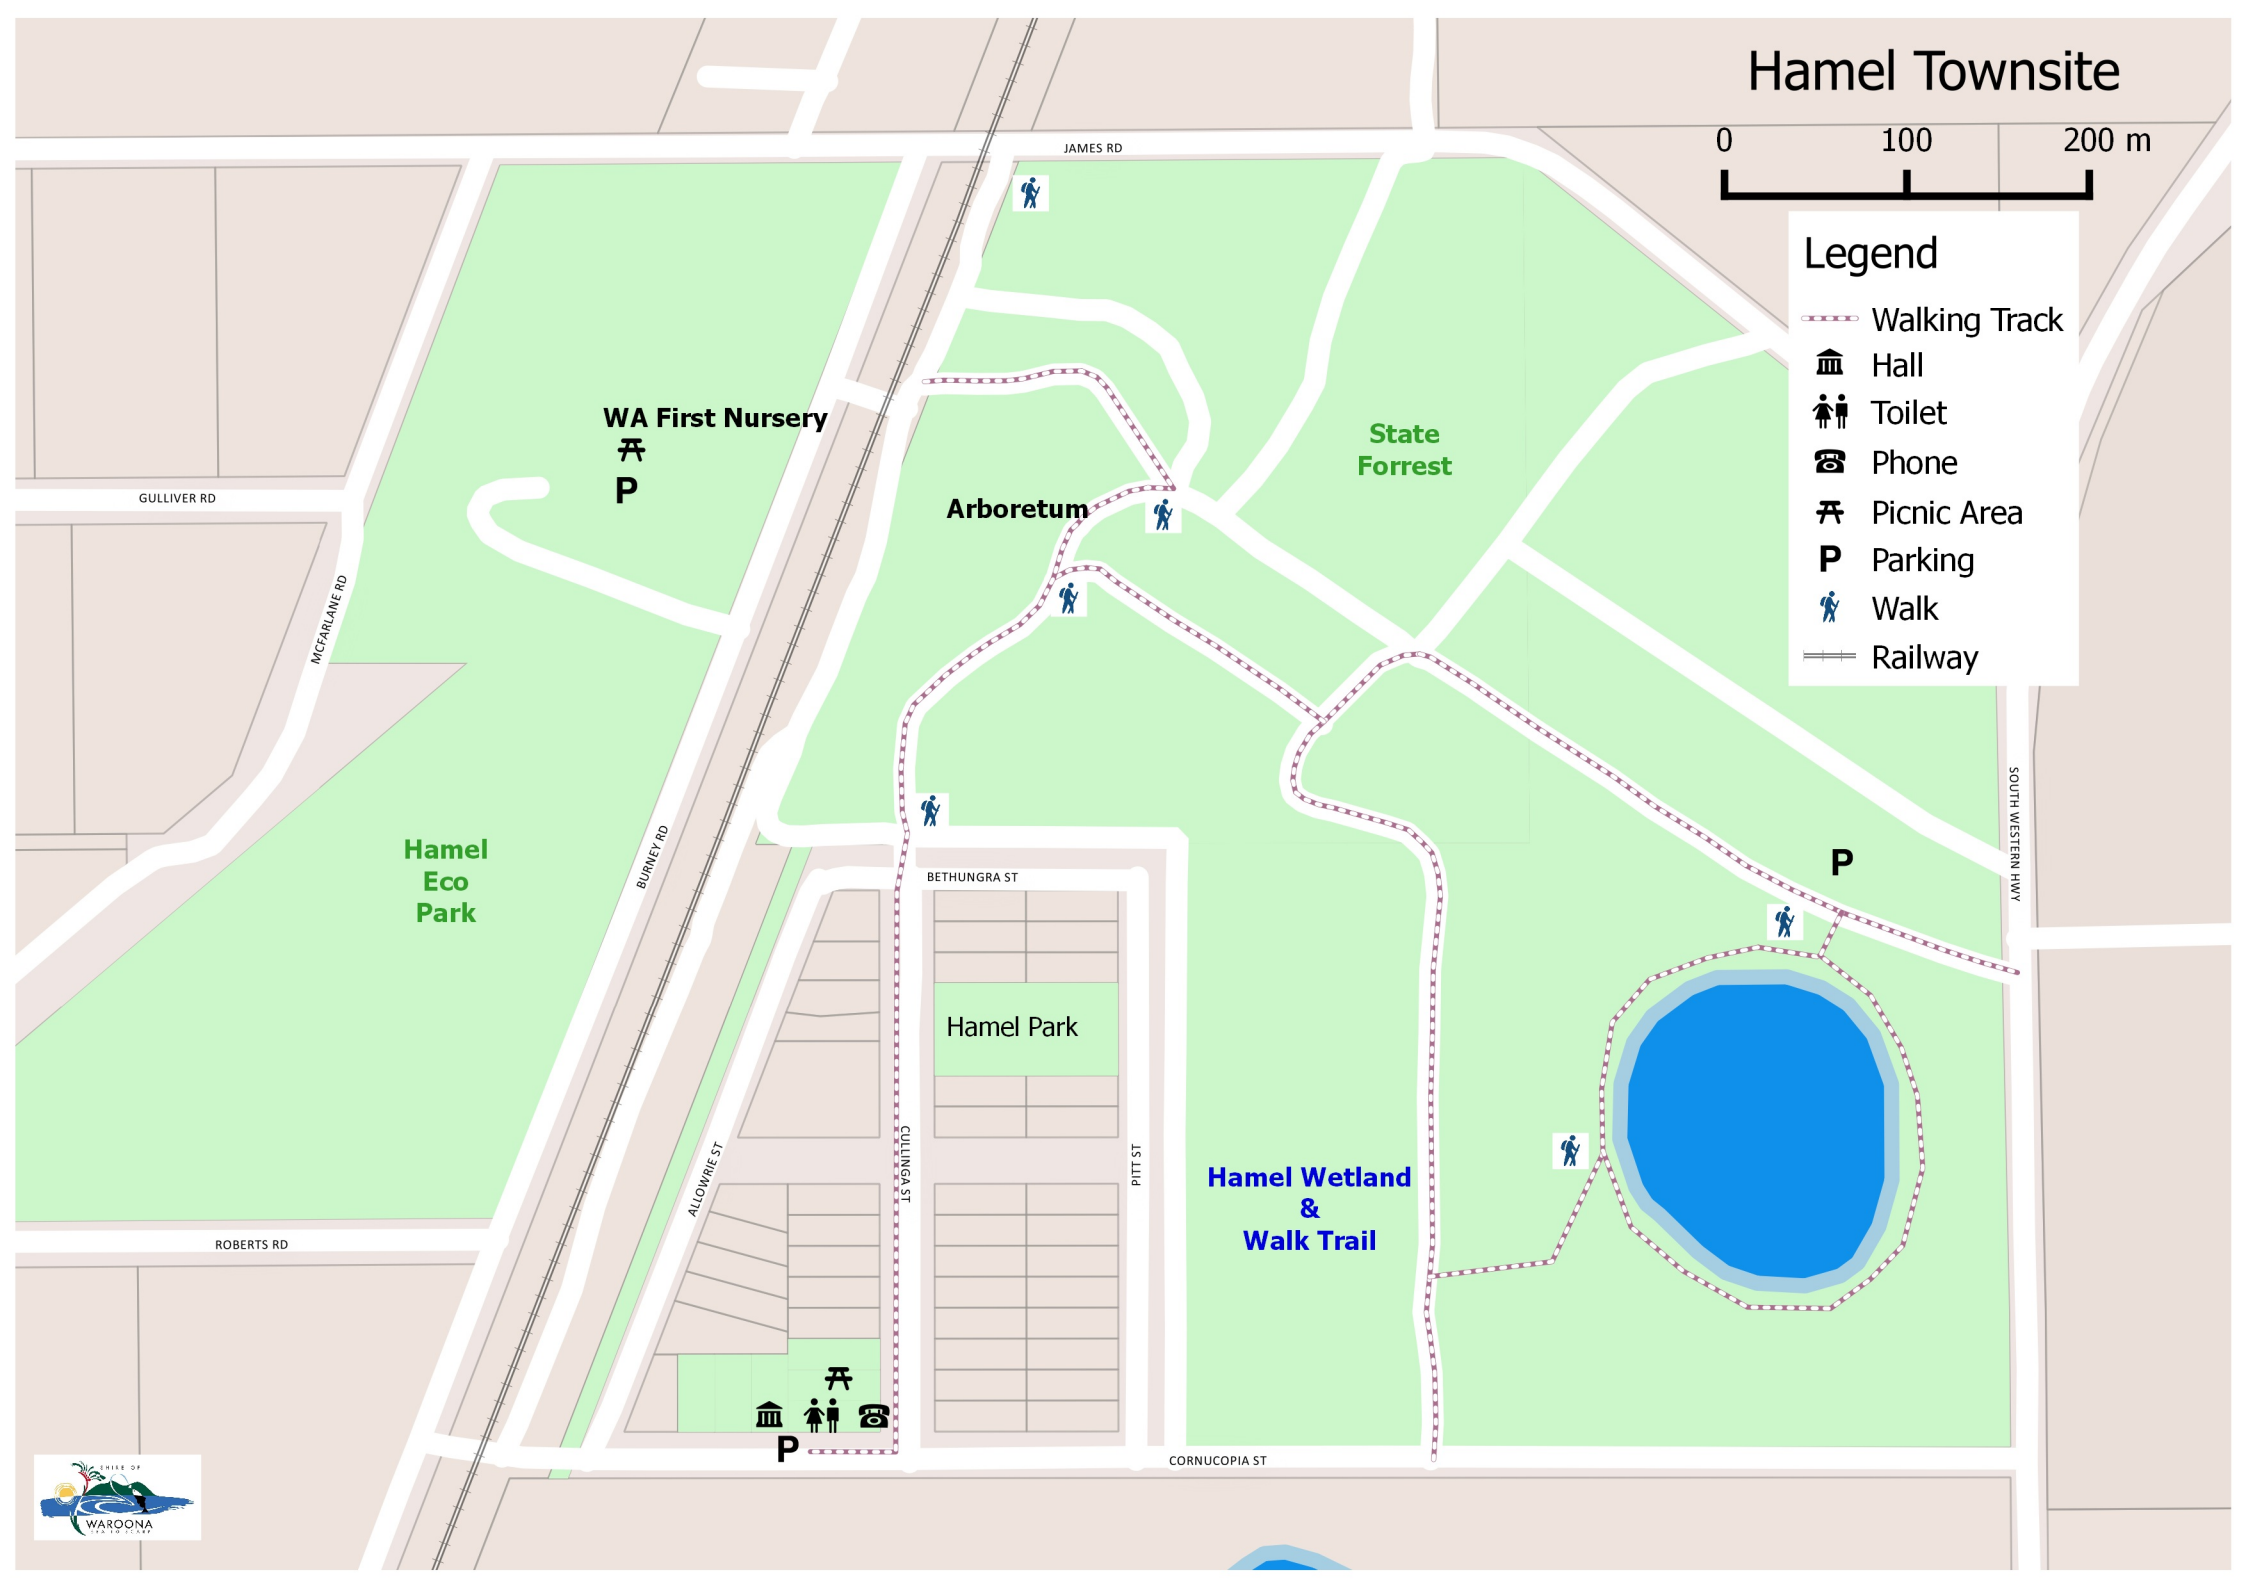 Hamel Townsite
0 100 200 m
Legend
Walking Track
Hall
Toilet
Phone
Picnic Area
P Parking
Walk
Railway
JAMES RD
WA First Nursery
P
State
Forrest
GULLIVER RD
Arboretum
MCFARLANE RD
Hamel
Eco
Park
BURNEY RD
BETHUNGRA ST
SOUTH WESTERN HWY
P
Hamel Park
ALLOWRIE ST
CULLINGA ST
PITT ST
Hamel Wetland
&
Walk Trail
ROBERTS RD
P
CORNUCOPIA ST
SHIRE OF
WAROONA